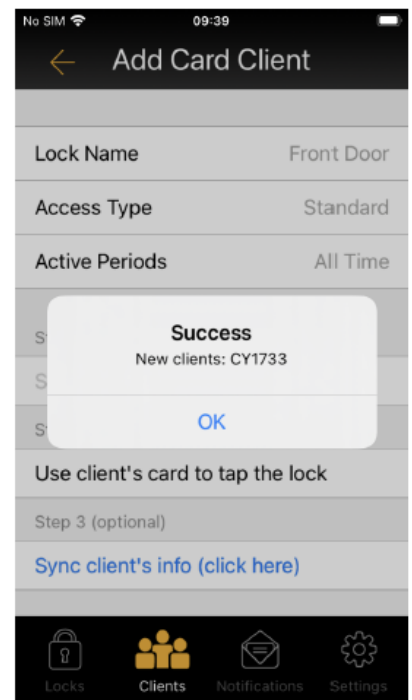 No SIM 09:39
Add Card Client
Lock Name Front Door
Access Type Standard
Active Periods All Time
Success
New clients: CY1733
OK
Use client's card to tap the lock
Step 3 (optional)
Sync client's info (click here)
Locks Clients Notifications Settings